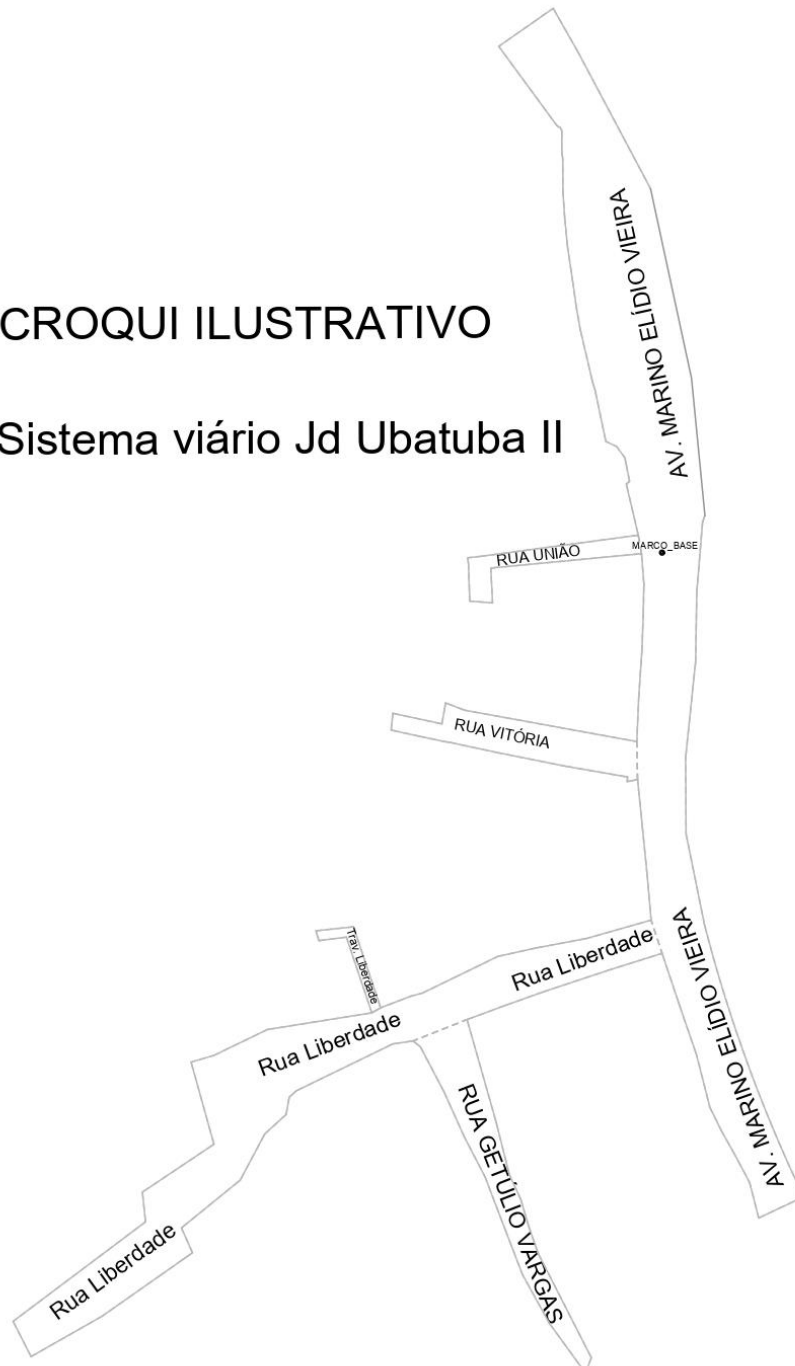 CROQUI ILUSTRATIVO
Sistema viário Jd Ubatuba II
AV. MARINO ELÍDIO VIEIRA
RUA UNIÃO
MARCO_BASE
RUA VITÓRIA
Trav. Liberdade
Rua Liberdade
AV. MARINO ELÍDIO VIEIRA
Rua Liberdade
RUA GETÚLIO VARGAS
Rua Liberdade